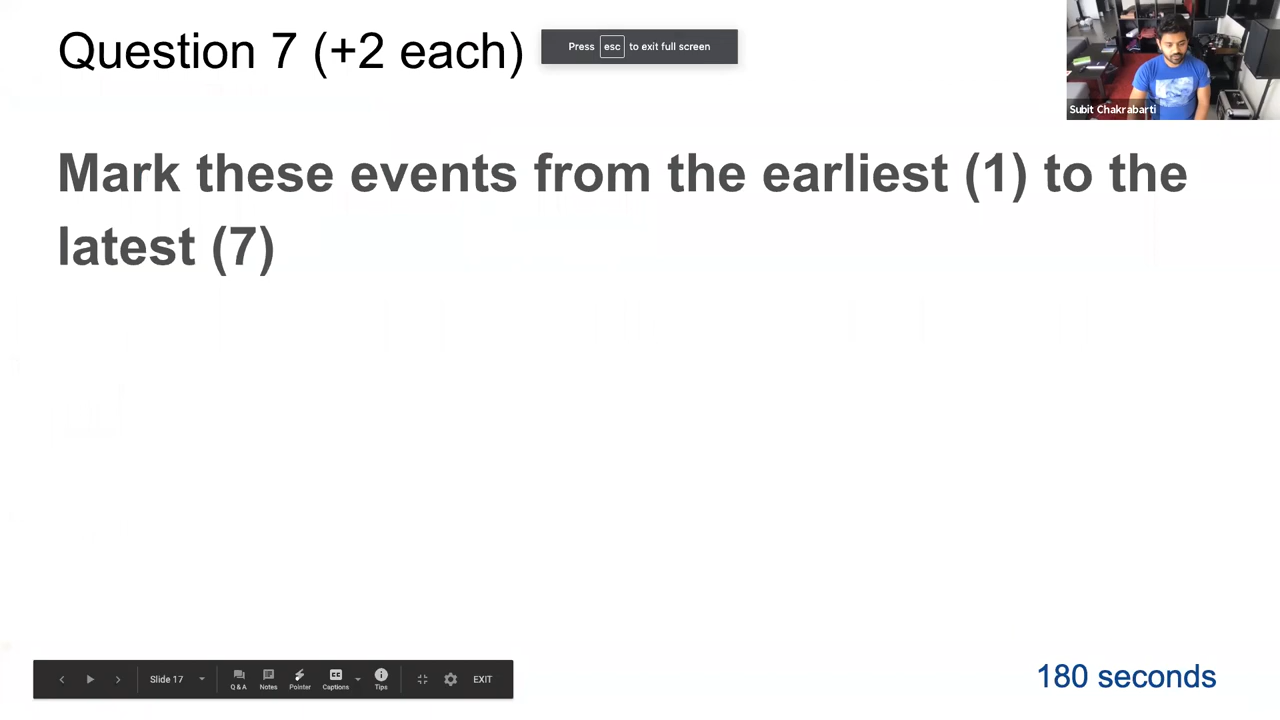 Question 7 (+2 each)
Press esc to exit full screen
Subit Chakrabarti
Mark these events from the earliest (1) to the
latest (7)
Slide 17
Q & A
Notes
Pointer
Captions
Tips
EXIT
180 seconds